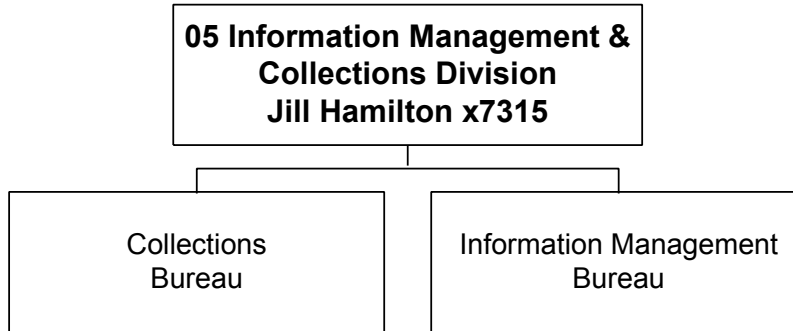 05 Information Management &
Collections Division
Jill Hamilton x7315
Collections
Bureau
Information Management
Bureau